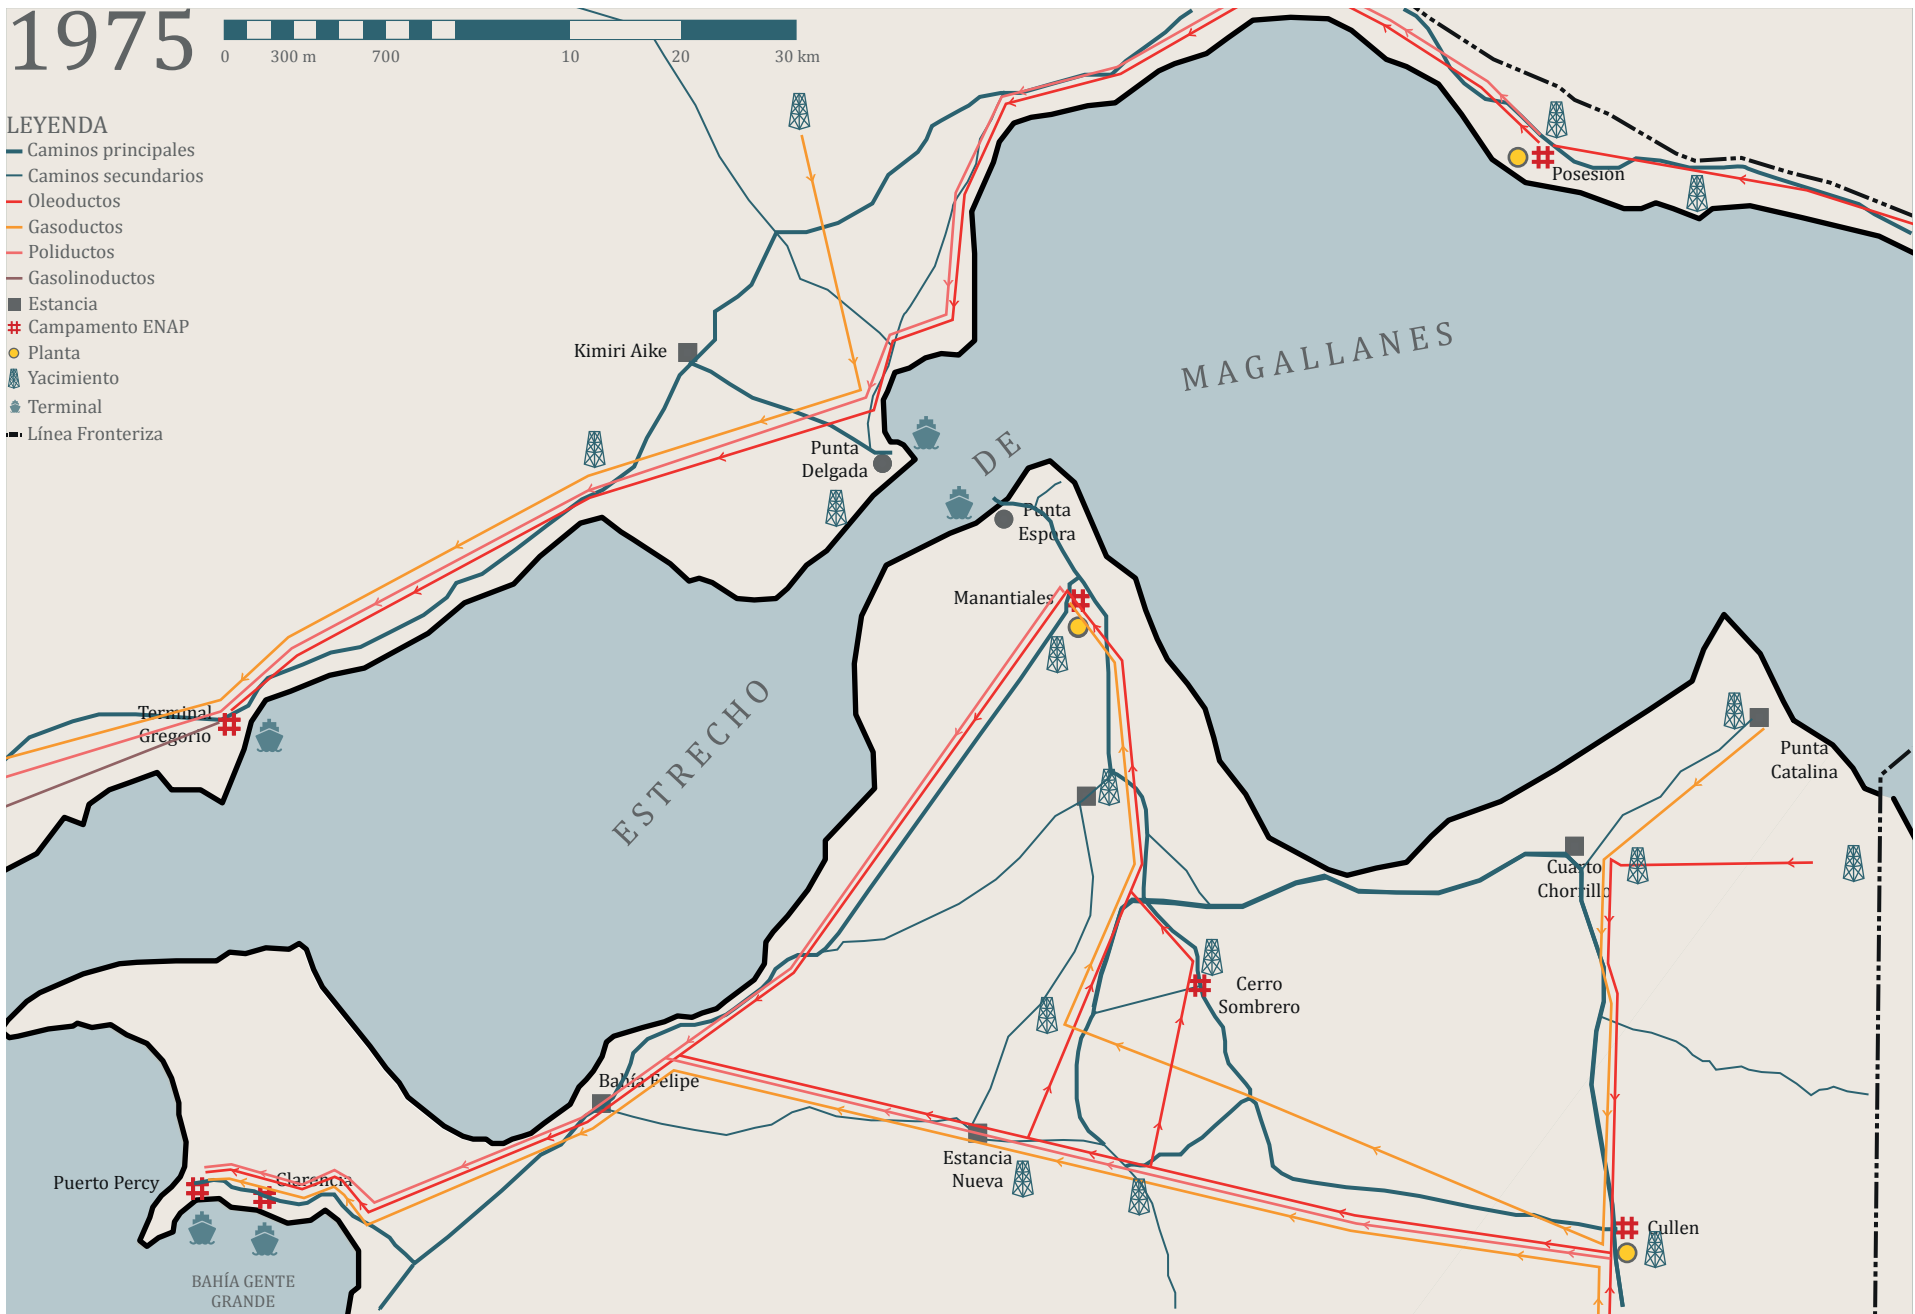 1975
0 300 m 700 10 20 30 km
LEYENDA
Caminos principales
Caminos secundarios
Oleoductos
Gasoductos
Poliductos
Gasolinoductos
Estancia
Campamento ENAP
Planta
Yacimiento
Terminal
Línea Fronteriza
Posesión
MAGALLANES
Kimiri Aike
Punta
Delgada
DE
Punta
Espora
Manantiales
ESTRECHO
Terminal
Gregorio
Punta
Catalina
Cuarto
Chorrillo
Cerro
Sombrero
Bahía Felipe
Estancia
Nueva
Puerto Percy
Clarencia
Cullen
BAHÍA GENTE
GRANDE